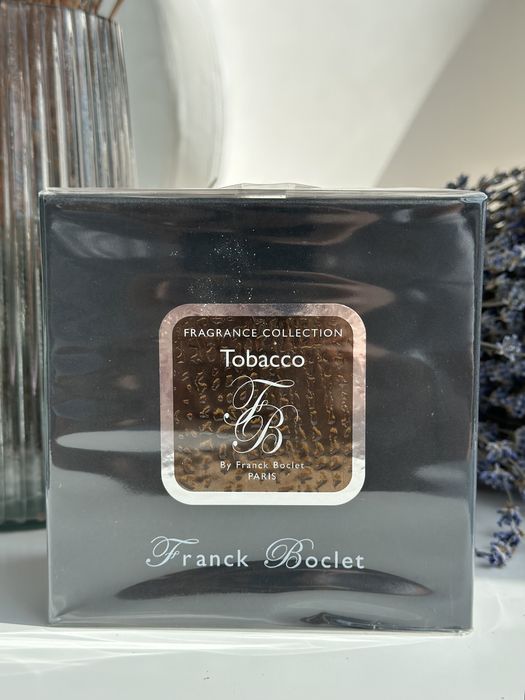 FRAGRANCE COLLECTION
Tobacco
FB
By Franck Boclet
PARIS
Franck Boclet